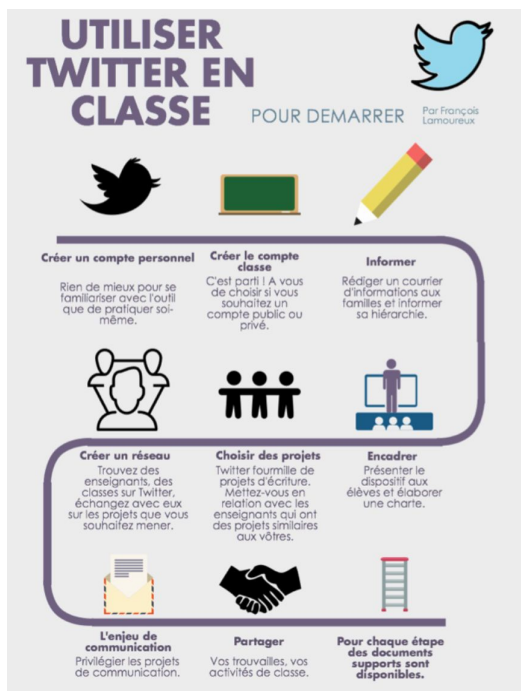 UTILISER
TWITTER EN
CLASSE
POUR DEMARRER
Par François
Lamoureux
Créer un compte personnel
Rien de mieux pour se
familiariser avec l'outil
que de pratiquer soi-
même.
Créer le compte
classe
C'est parti ! A vous
de choisir si vous
souhaitez un
compte public ou
privé.
Informer
Rédiger un courrier
d'informations aux
familles et informer
sa hiérarchie.
Créer un réseau
Trouvez des
enseignants, des
classes sur Twitter,
échangez avec eux
sur les projets que vous
souhaitez mener.
Choisir des projets
Twitter fourmille de
projets d'écriture.
Mettez-vous en
relation avec les
enseignants qui ont
des projets similaires
aux vôtres.
Encadrer
Présenter le
dispositif aux
élèves et élaborer
une charte.
L'enjeu de
communication
Privilégier les projets
de communication.
Partager
Vos trouvailles, vos
activités de classe.
Pour chaque étape
des documents
supports sont
disponibles.